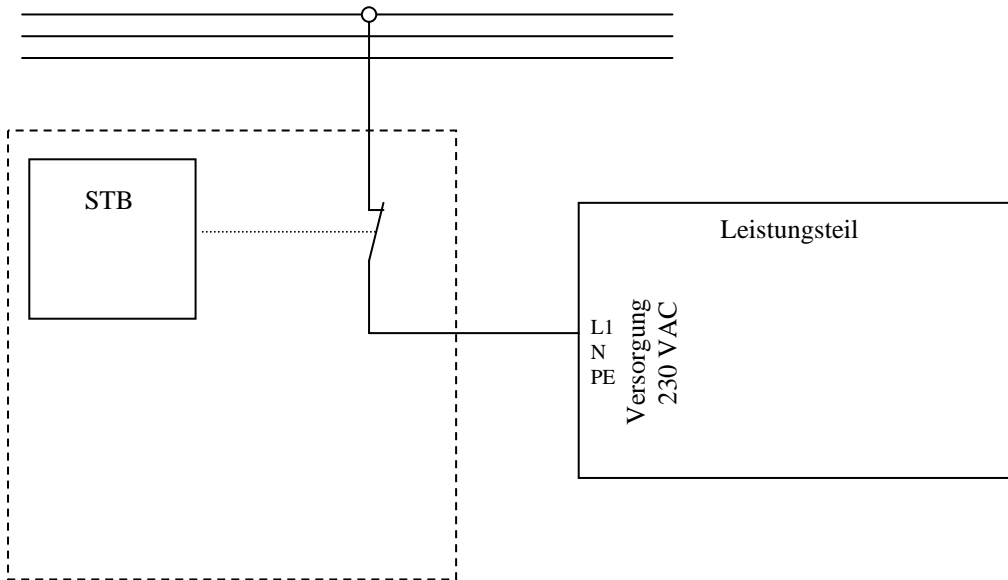 STB
Leistungsteil
L1
N
PE
Versorgung
230 VAC